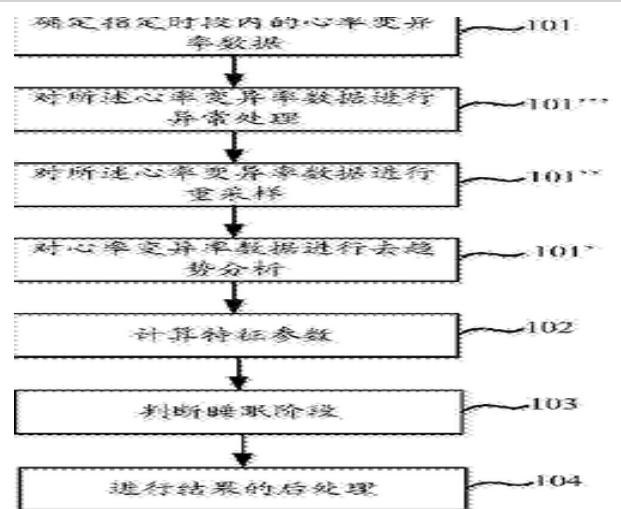 确定指定时段内的心率变异
率数据
101
对所述心率变异率数据进行
异常处理
101'''
对所述心率变异率数据进行
重采样
101''
对心率变异率数据进行去趋
势分析
101'
计算特征参数
102
判断睡眠阶段
103
进行结果的后处理
104